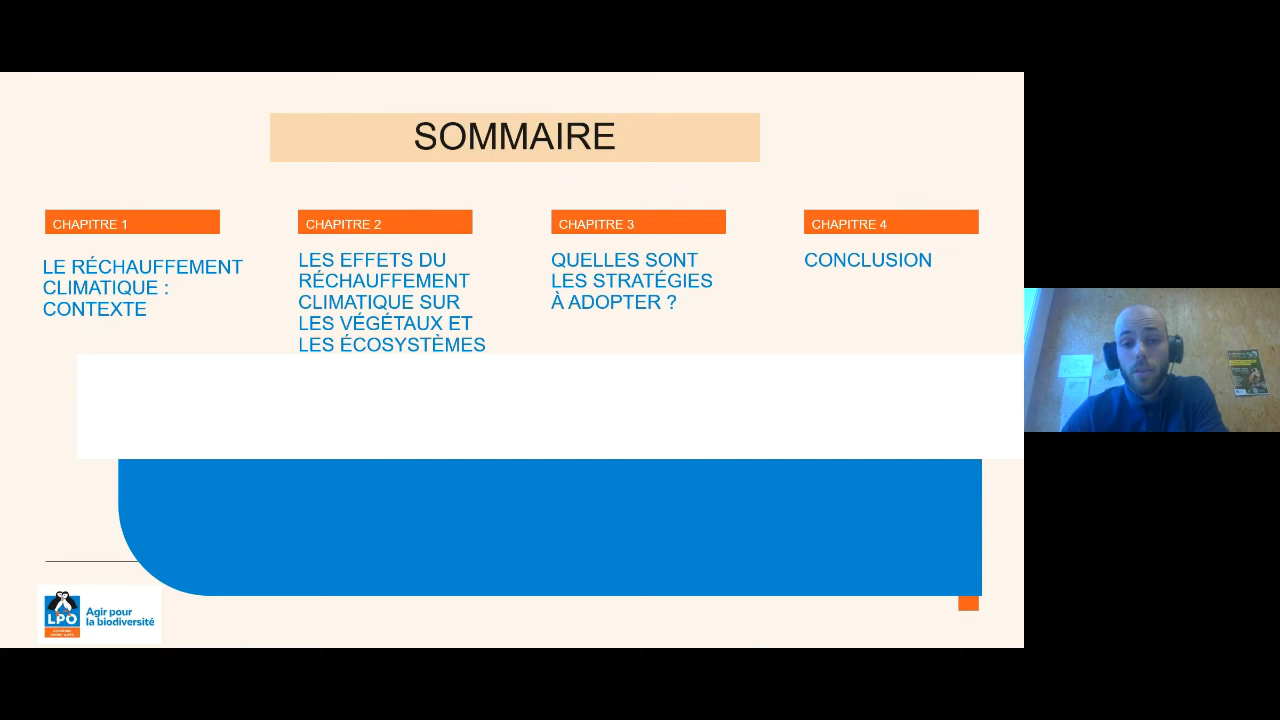 SOMMAIRE
CHAPITRE 1
LE RÉCHAUFFEMENT
CLIMATIQUE :
CONTEXTE
CHAPITRE 2
LES EFFETS DU
RÉCHAUFFEMENT
CLIMATIQUE SUR
LES VÉGÉTAUX ET
LES ÉCOSYSTÈMES
CHAPITRE 3
QUELLES SONT
LES STRATÉGIES
À ADOPTER ?
CHAPITRE 4
CONCLUSION
LPO
Agir pour
la biodiversité